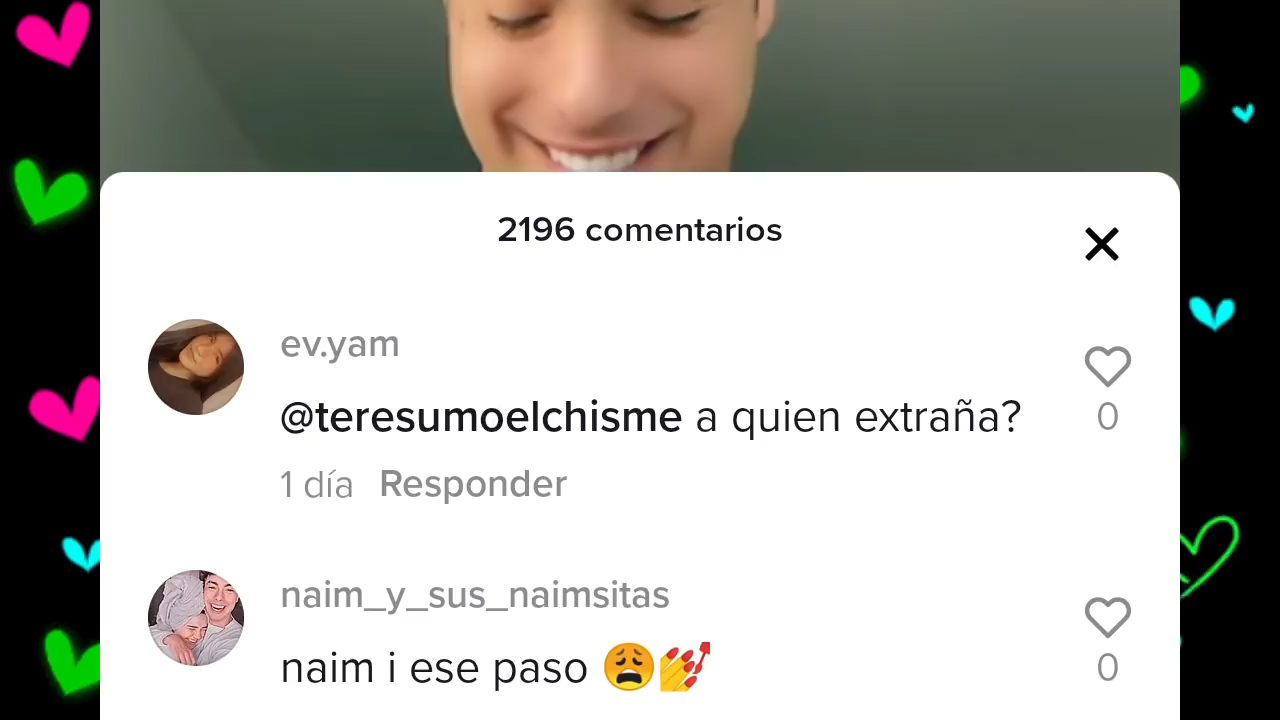 2196 comentarios
ev.yam
@teresumoelchisme a quien extraña?
0
1 día Responder
naim_y_sus_naimsitas
naim i ese paso 😩💅
0